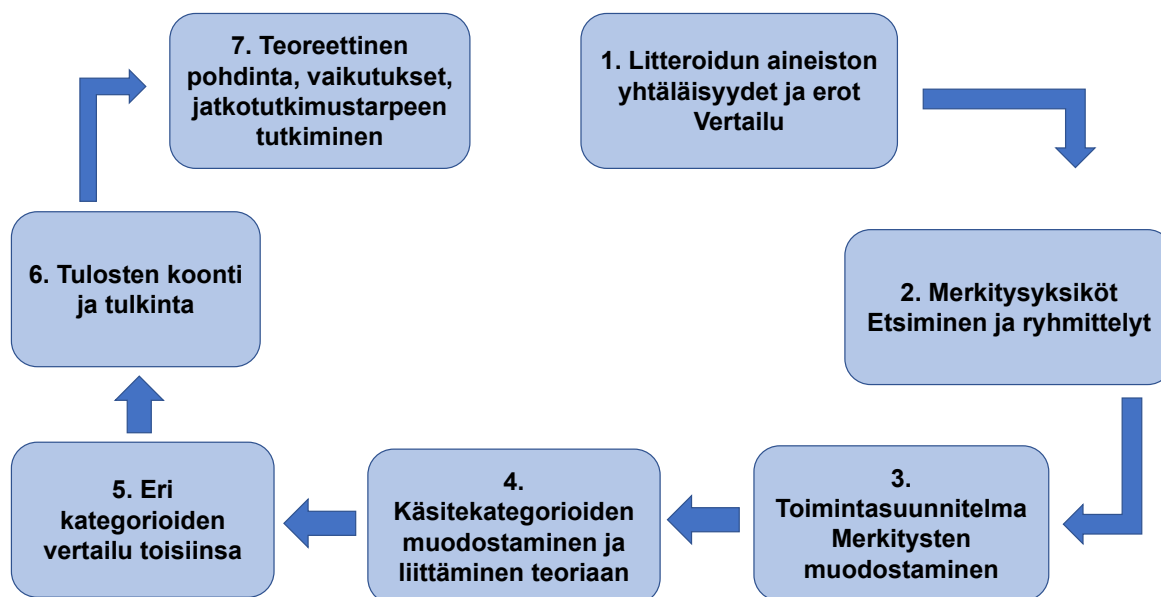 1. Litteroidun aineiston
yhtäläisyydet ja erot
Vertailu
2. Merkitysyksiköt
Etsiminen ja ryhmittelyt
3.
Toimintasuunnitelma
Merkitysten
muodostaminen
4.
Käsitekategorioiden
muodostaminen ja
liittäminen teoriaan
5. Eri
kategorioiden
vertailu toisiinsa
6. Tulosten koonti
ja tulkinta
7. Teoreettinen
pohdinta, vaikutukset,
jatkotutkimustarpeen
tutkiminen